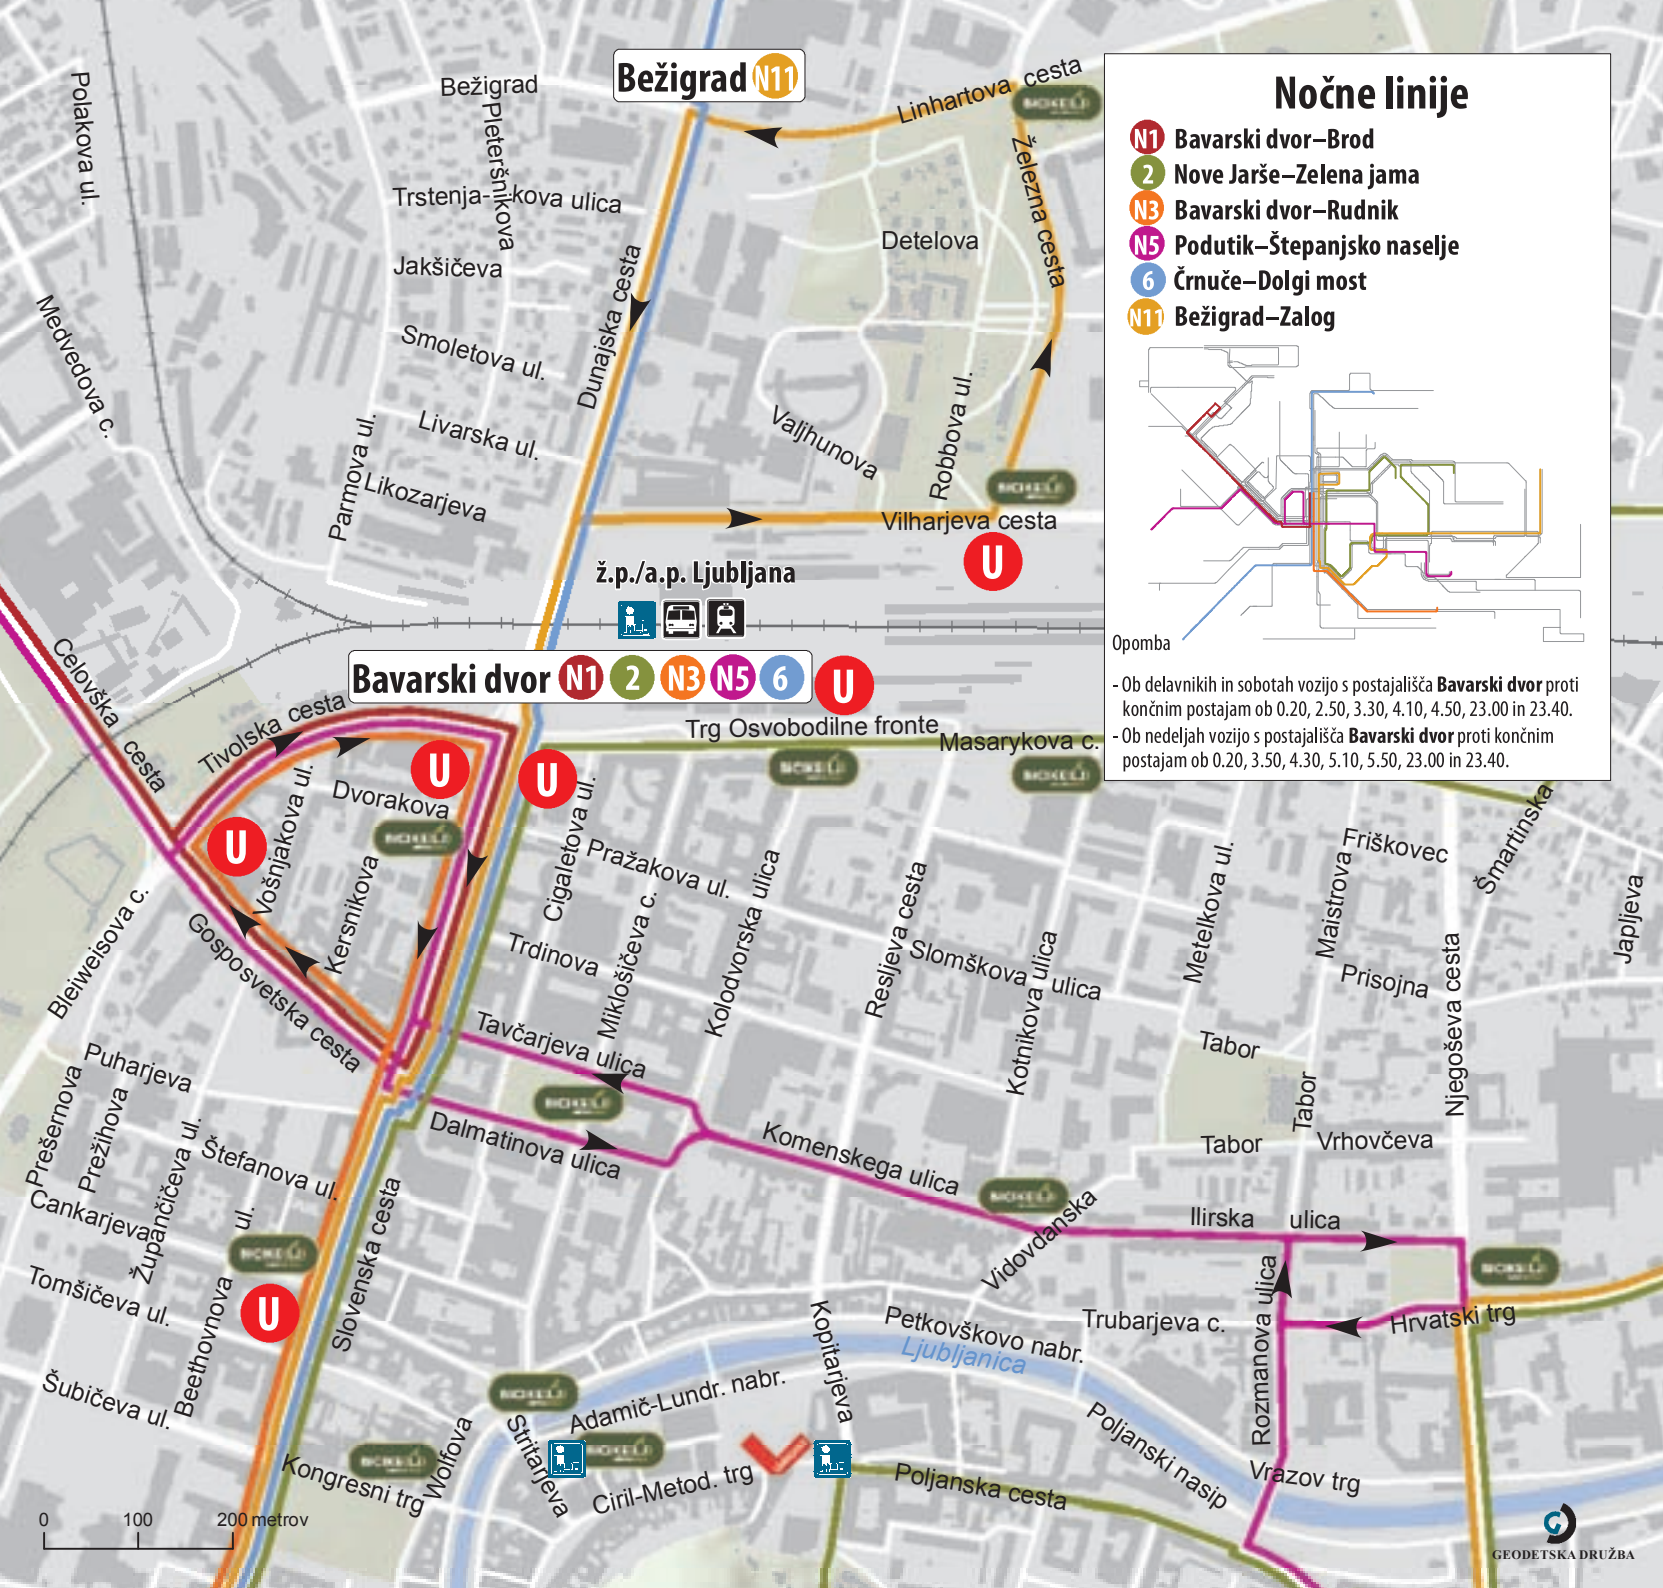 Bežigrad N11
Bežigrad
Linhartova cesta
Polakova ul.
Pleteršnikova
Trstenja- kova ulica
Železna cesta
Detelova
Jakšičeva
Dunajska cesta
Medvedova c.
Smoletova ul.
Livarska ul.
Valjhunova
Robbova ul.
Parmova ul.
Likozarjeva
Vilharjeva cesta
U
ž.p./a.p. Ljubljana
Bavarski dvor N1 2 N3 N5 6
U
Celovška cesta
Tivolska cesta
Trg Osvobodilne fronte
Masarykova c.
U
U
U
Dvorakova
Vošnjakova ul.
Kersnikova
Cigaletova ul.
Pražakova ul.
Trdinova
Miklošičeva c.
Kolodvorska ulica
Resljeva cesta
Slomškova ulica
Kotnikova ulica
Metelkova ul.
Maistrova
Friškovec
Šmartinska
Prisojna
Njegoševa cesta
Japljeva
Bleiweisova c.
Gosposvetska cesta
Tavčarjeva ulica
Dalmatinova ulica
Komenskega ulica
Tabor
Tabor
Tabor
Vrhovčeva
Puharjeva
Prešernova
Prežihova
Župančičeva ul.
Štefanova ul.
Cankarjeva
Tomšičeva ul.
Beethovnova ul.
Slovenska cesta
U
Šubičeva ul.
Vidovdanska
Ilirska ulica
Rozmanova ulica
Hrvatski trg
Trubarjeva c.
Petkovškovo nabr.
Ljubljanica
Kopitarjeva
Adamič-Lundr. nabr.
Stritarjeva
Wolfova
Kongresni trg
Ciril-Metod. trg
Poljanska cesta
Poljanski nasip
Vrazov trg
0 100 200 metrov
GEODETSKA DRUŽBA
Nočne linije
N1 Bavarski dvor–Brod
2 Nove Jarše–Zelena jama
N3 Bavarski dvor–Rudnik
N5 Podutik–Štepanjsko naselje
6 Črnuče–Dolgi most
N11 Bežigrad–Zalog
Opomba
- Ob delavnikih in sobotah vozijo s postajališča Bavarski dvor proti
končnim postajam ob 0.20, 2.50, 3.30, 4.10, 4.50, 23.00 in 23.40.
- Ob nedeljah vozijo s postajališča Bavarski dvor proti končnim
postajam ob 0.20, 3.50, 4.30, 5.10, 5.50, 23.00 in 23.40.